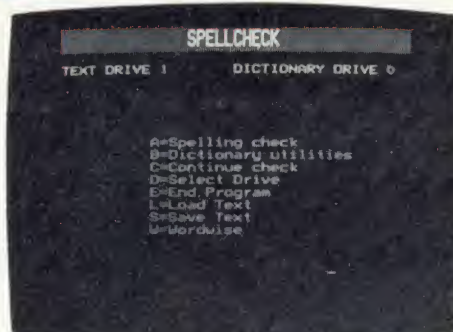 SPELLCHECK
TEXT DRIVE 1 DICTIONARY DRIVE 0
A=Spelling check
B=Dictionary utilities
C=Continue check
D=Select Drive
E=End Program
L=Load Text
S=Save Text
W=Wordwise